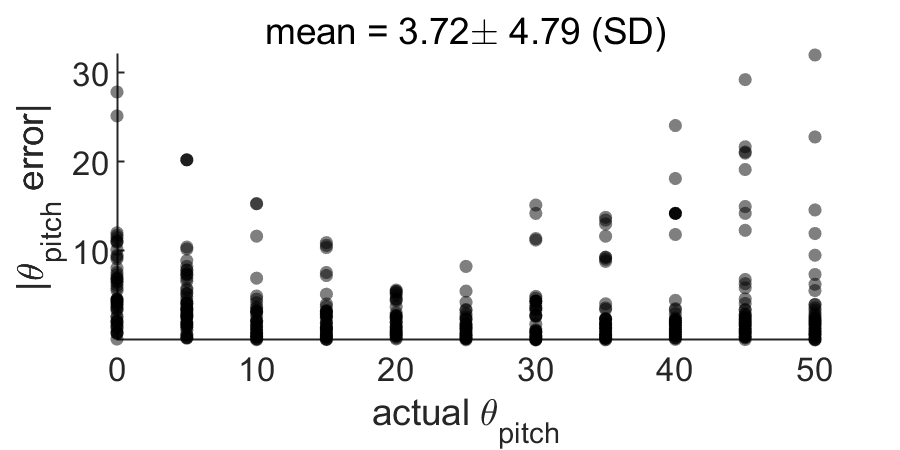 mean = 3.72± 4.79 (SD)
|θpitch error|
30
20
10
0 10 20 30 40 50
actual θpitch